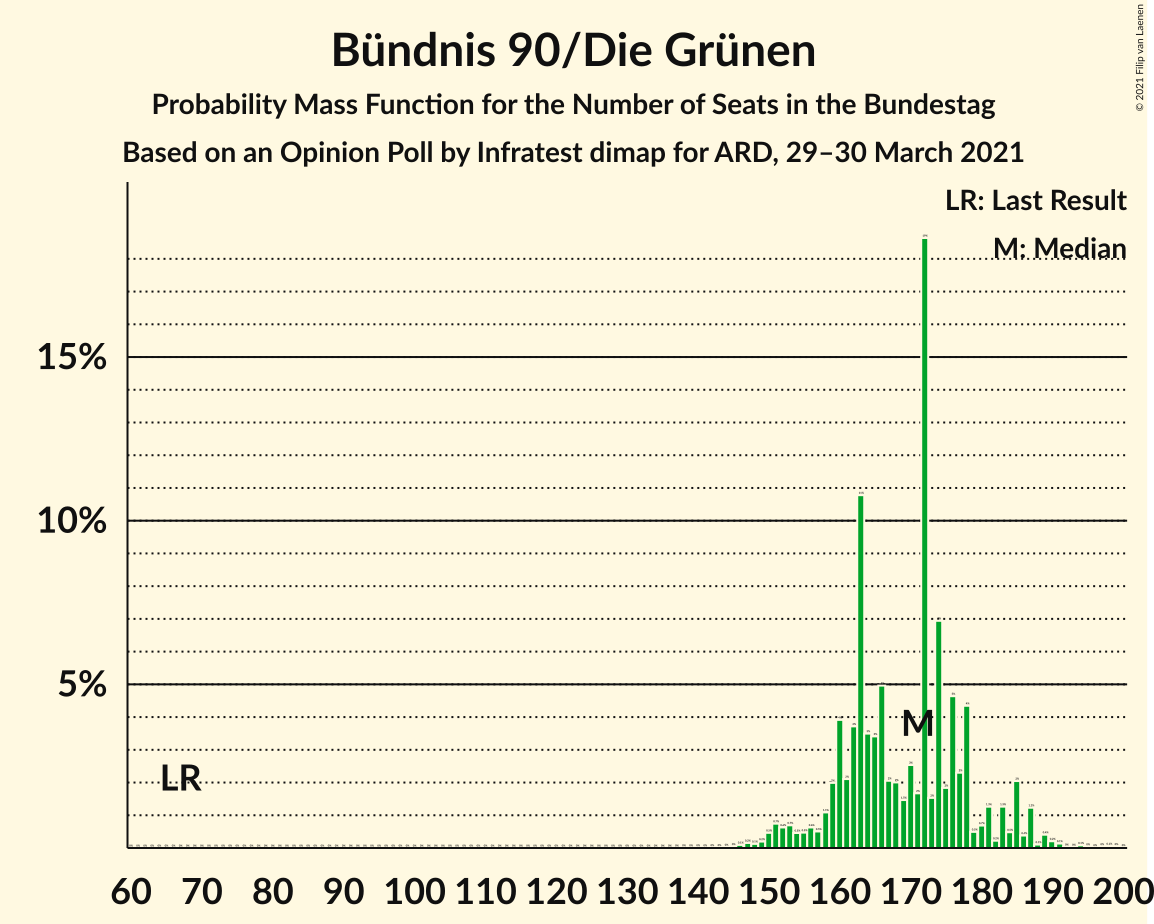 Bündnis 90/Die Grünen
Probability Mass Function for the Number of Seats in the Bundestag
Based on an Opinion Poll by Infratest dimap for ARD, 29–30 March 2021
© 2021 Filip van Laenen
LR: Last Result
M: Median
15%
10%
5%
M
LR
60 70 80 90 100 110 120 130 140 150 160 170 180 190 200